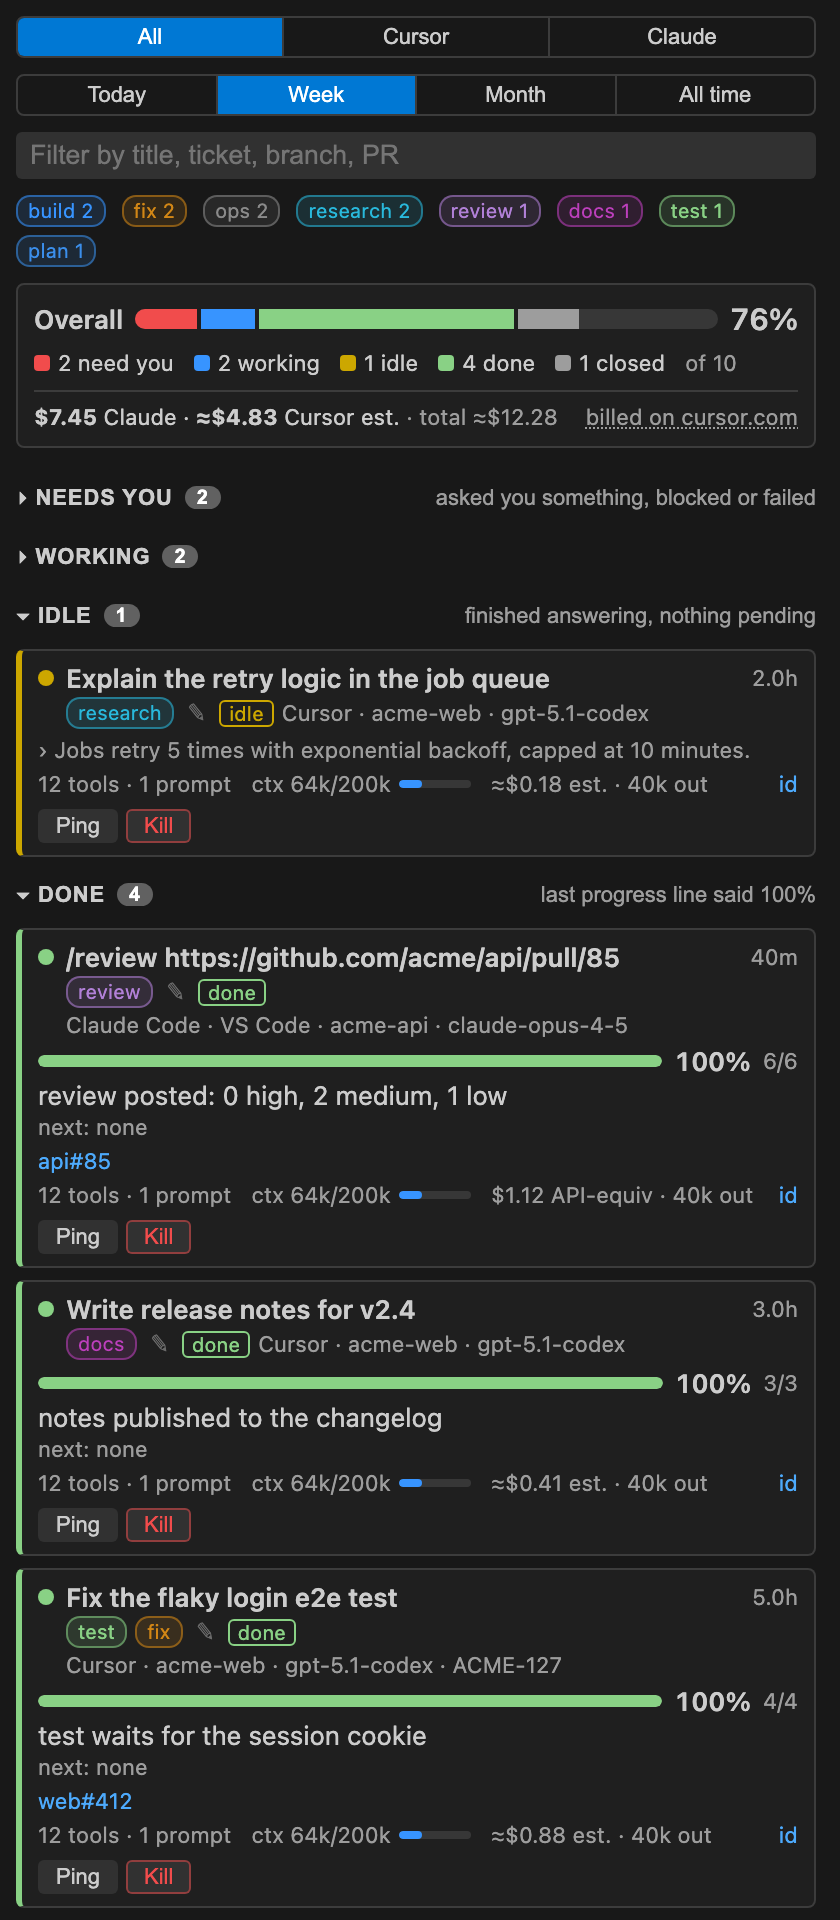 All Cursor Claude
Today Week Month All time
Filter by title, ticket, branch, PR
build 2 fix 2 ops 2 research 2 review 1 docs 1 test 1
plan 1
Overall 76%
2 need you 2 working 1 idle 4 done 1 closed of 10
$7.45 Claude · ≈$4.83 Cursor est. · total ≈$12.28 billed on cursor.com
NEEDS YOU 2 asked you something, blocked or failed
WORKING 2
IDLE 1 finished answering, nothing pending
Explain the retry logic in the job queue 2.0h
research ✎ idle Cursor · acme-web · gpt-5.1-codex
› Jobs retry 5 times with exponential backoff, capped at 10 minutes.
12 tools · 1 prompt ctx 64k/200k ≈$0.18 est. · 40k out id
Ping Kill
DONE 4 last progress line said 100%
/review https://github.com/acme/api/pull/85 40m
review ✎ done
Claude Code · VS Code · acme-api · claude-opus-4-5
100% 6/6
review posted: 0 high, 2 medium, 1 low
next: none
api#85
12 tools · 1 prompt ctx 64k/200k $1.12 API-equiv · 40k out id
Ping Kill
Write release notes for v2.4 3.0h
docs ✎ done Cursor · acme-web · gpt-5.1-codex
100% 3/3
notes published to the changelog
next: none
12 tools · 1 prompt ctx 64k/200k ≈$0.41 est. · 40k out id
Ping Kill
Fix the flaky login e2e test 5.0h
test fix ✎ done
Cursor · acme-web · gpt-5.1-codex · ACME-127
100% 4/4
test waits for the session cookie
next: none
web#412
12 tools · 1 prompt ctx 64k/200k ≈$0.88 est. · 40k out id
Ping Kill